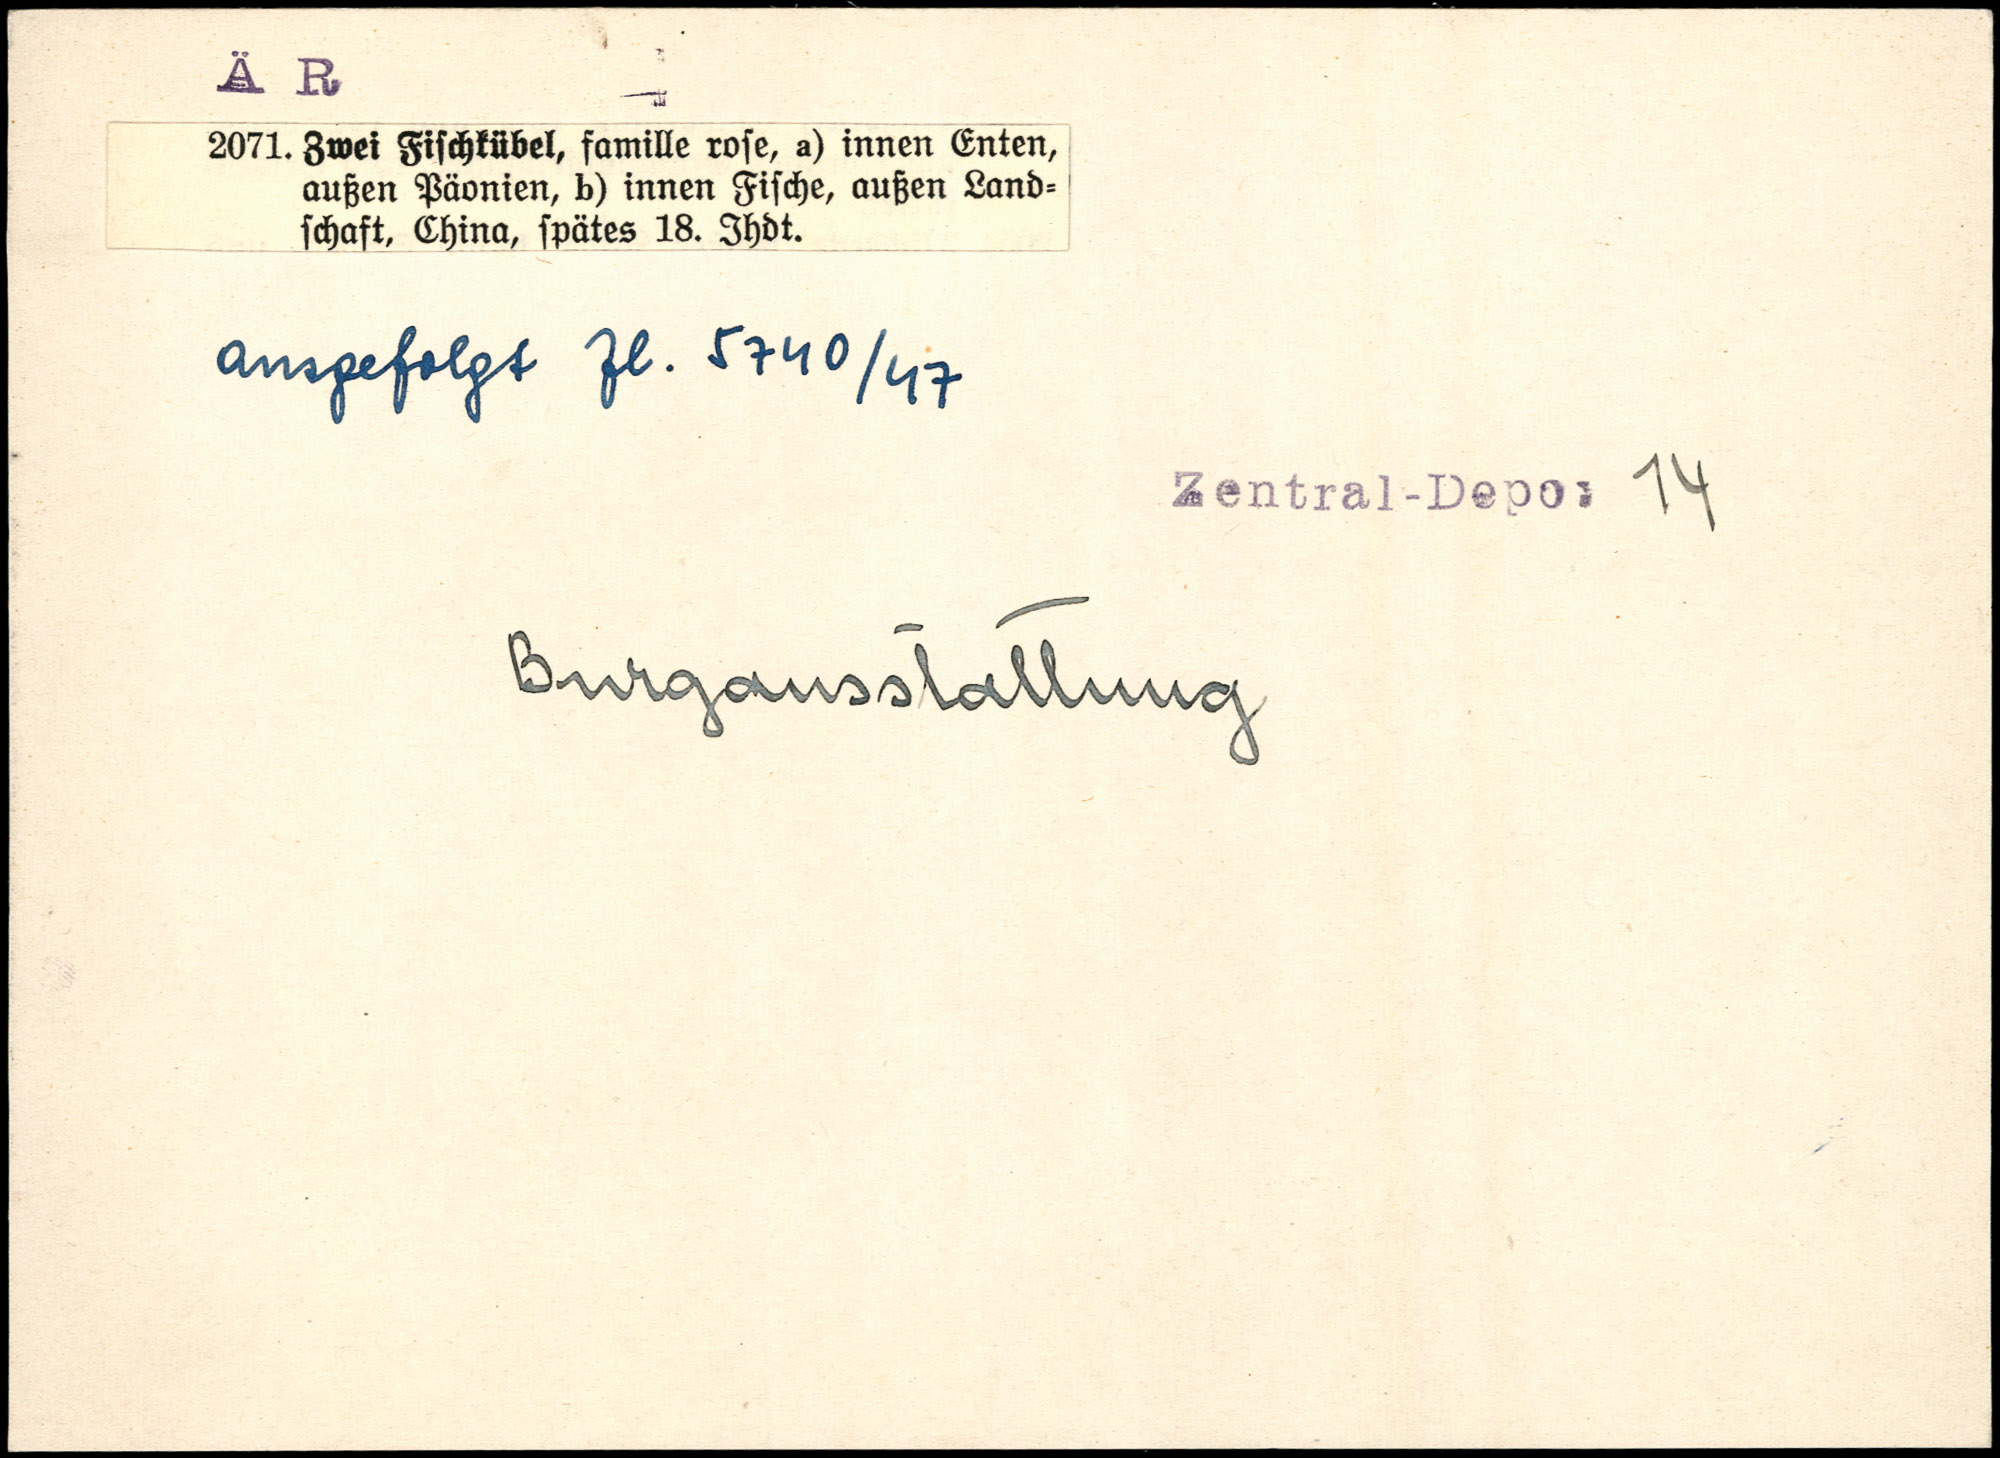 Ä R
2071. Zwei Fischkübel, famille rose, a) innen Enten,
außen Päonien, b) innen Fische, außen Land-
schaft, China, spätes 18. Jhdt.
ausgefolgt Zl. 5740/47
Zentral-Depo: 14
Burgausstattung